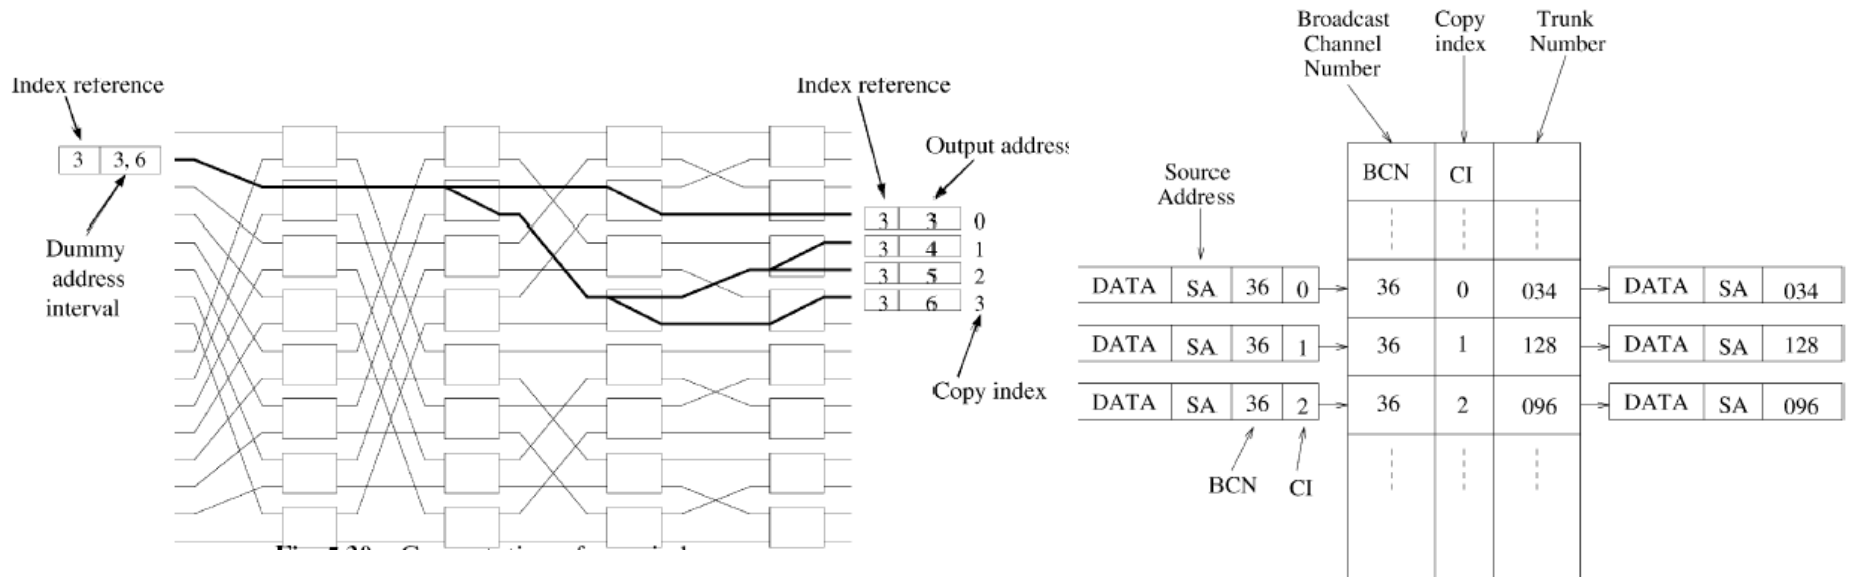 Index reference
3 3, 6
Dummy
address
interval
Index reference
Output address
3 3 0
3 4 1
3 5 2
3 6 3
Copy index
Broadcast
Channel
Number
Copy
index
Trunk
Number
Source
Address
BCN CI
DATA SA 36 0
36 0 034
DATA SA 034
DATA SA 36 1
36 1 128
DATA SA 128
DATA SA 36 2
36 2 096
DATA SA 096
BCN
CI